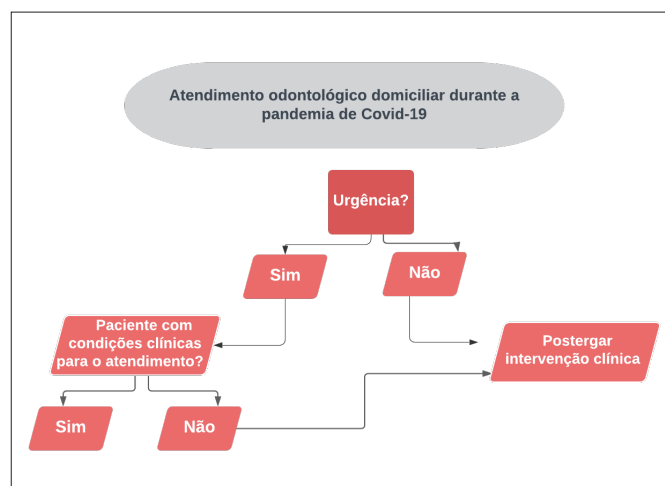 Atendimento odontológico domiciliar durante a
pandemia de Covid-19
Urgência?
Sim
Não
Paciente com
condições clínicas
para o atendimento?
Postergar
intervenção clínica
Sim
Não